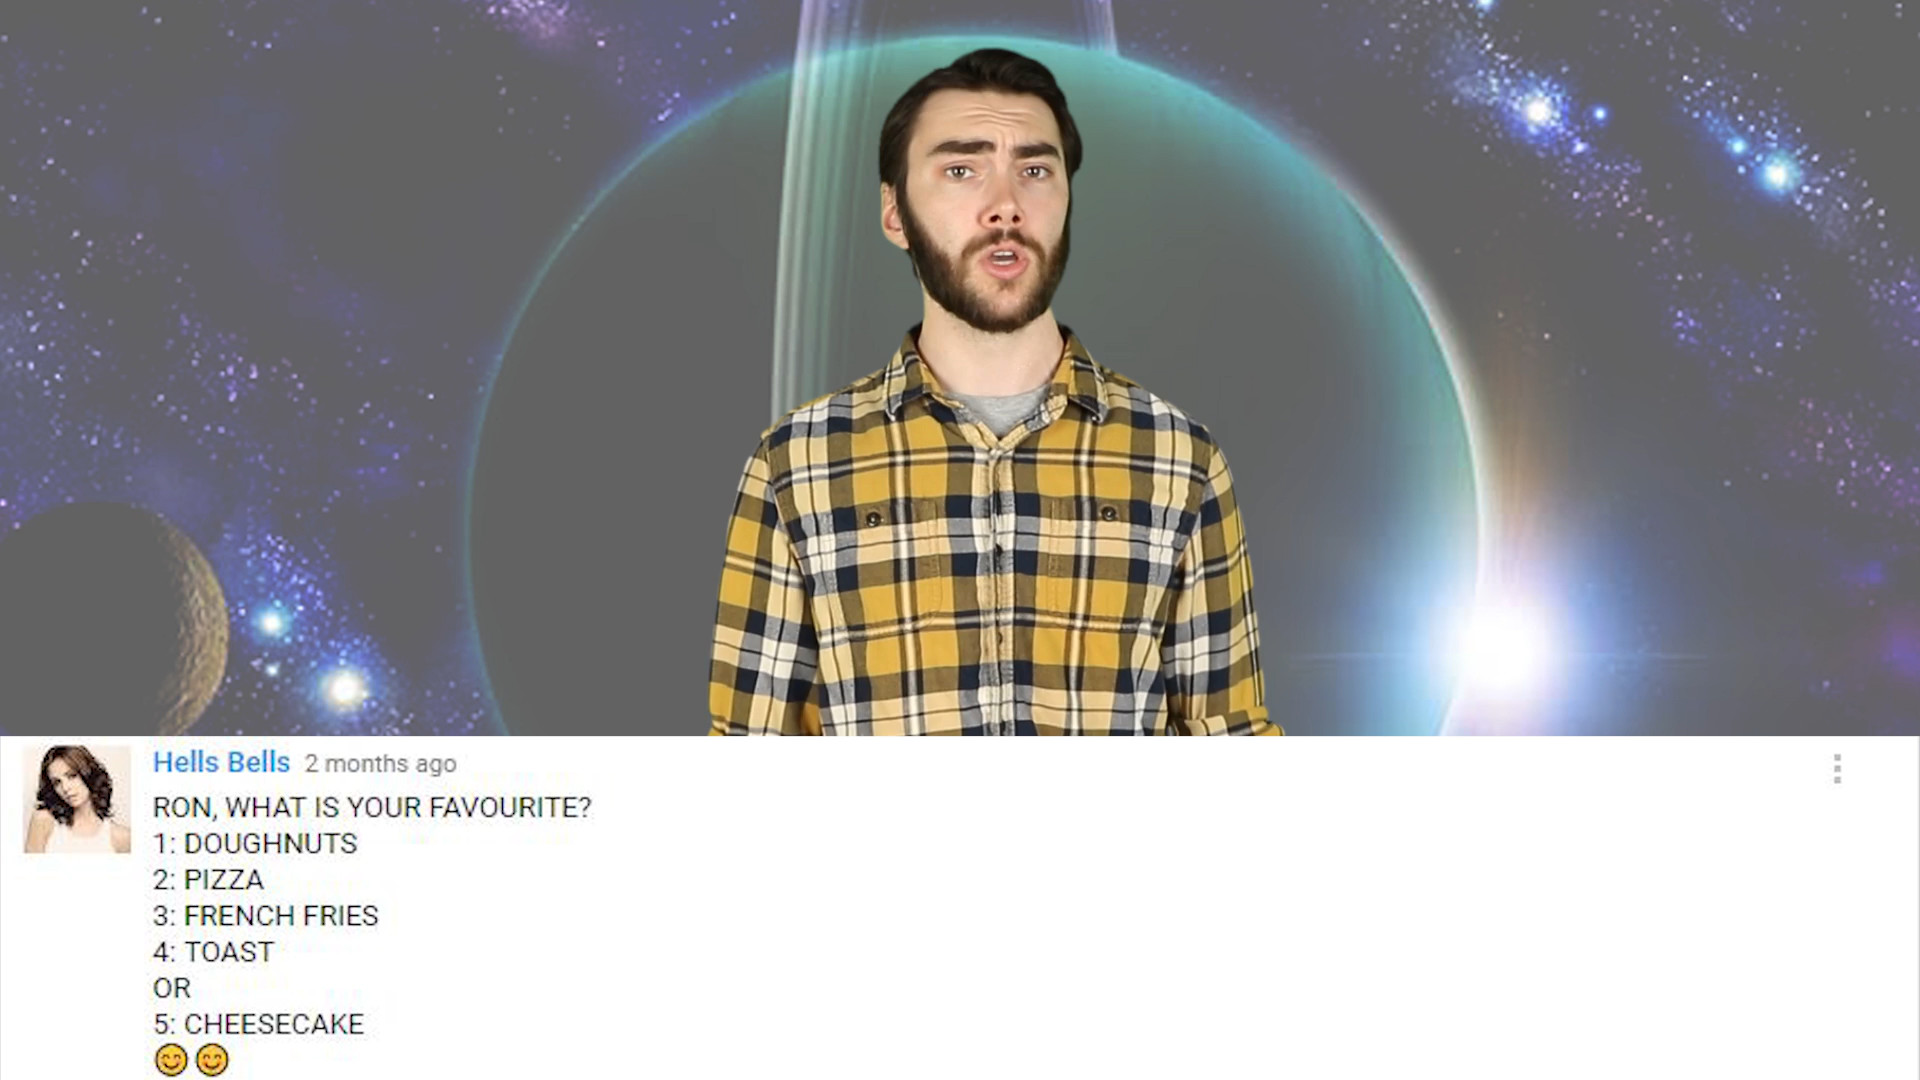 Hells Bells 2 months ago
RON, WHAT IS YOUR FAVOURITE?
1: DOUGHNUTS
2: PIZZA
3: FRENCH FRIES
4: TOAST
OR
5: CHEESECAKE
😊😊